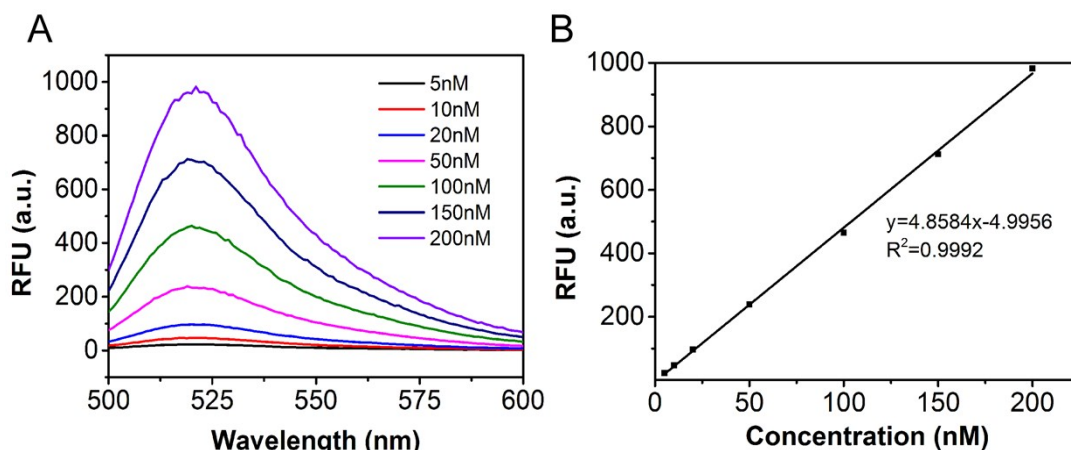 A
RFU (a.u.)
1000
800
600
400
200
0
5nM
10nM
20nM
50nM
100nM
150nM
200nM
500 525 550 575 600
Wavelength (nm)
B
RFU (a.u.)
1000
800
600
400
200
y=4.8584x-4.9956
R²=0.9992
0 50 100 150 200
Concentration (nM)